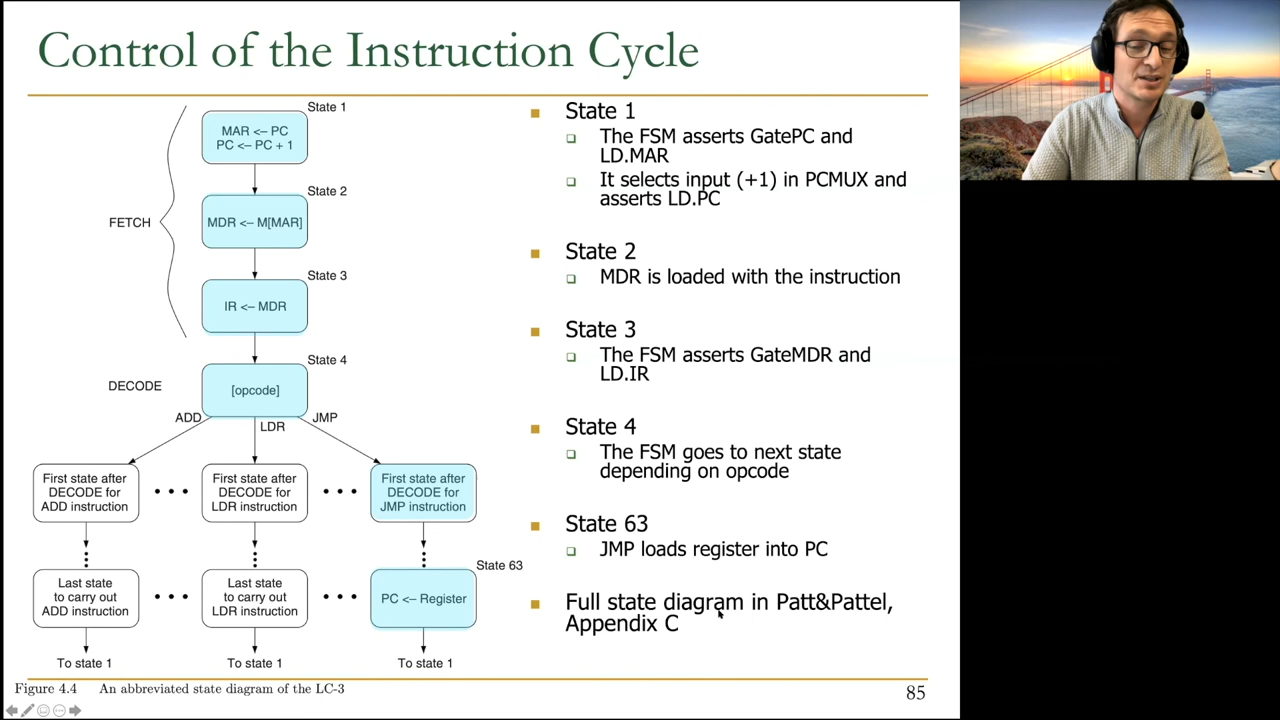 Control of the Instruction Cycle
State 1
MAR <– PC
PC <– PC + 1
State 2
MDR <– M[MAR]
FETCH
State 3
IR <– MDR
State 4
DECODE
[opcode]
ADD
LDR
JMP
First state after
DECODE for
ADD instruction
• • •
First state after
DECODE for
LDR instruction
• • •
First state after
DECODE for
JMP instruction
State 63
Last state
to carry out
ADD instruction
• • •
Last state
to carry out
LDR instruction
• • •
PC <– Register
To state 1
To state 1
To state 1
Figure 4.4 An abbreviated state diagram of the LC-3
State 1
The FSM asserts GatePC and
LD.MAR
It selects input (+1) in PCMUX and
asserts LD.PC
State 2
MDR is loaded with the instruction
State 3
The FSM asserts GateMDR and
LD.IR
State 4
The FSM goes to next state
depending on opcode
State 63
JMP loads register into PC
Full state diagram in Patt&Pattel,
Appendix C
85